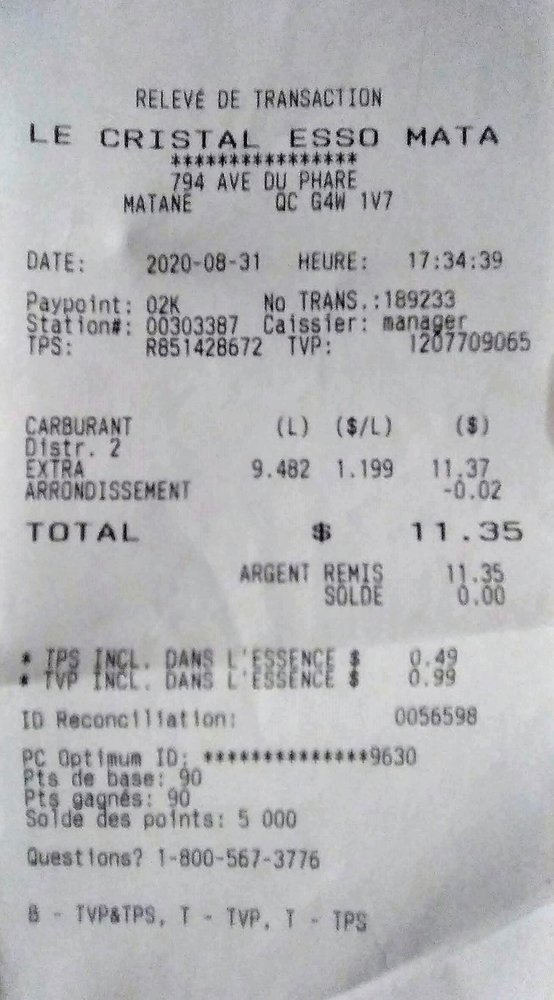 RELEVÉ DE TRANSACTION
LE CRISTAL ESSO MATA
****************
794 AVE DU PHARE
MATANE QC G4W 1V7
DATE: 2020-08-31 HEURE: 17:34:39
Paypoint: 02K No TRANS.:189233
Station#: 00303387 Caissier: manager
TPS: R851428672 TVP: 1207709065
CARBURANT (L) ($/L) ($)
Distr. 2
EXTRA 9.482 1.199 11.37
ARRONDISSEMENT -0.02
TOTAL $ 11.35
ARGENT REMIS 11.35
SOLDE 0.00
* TPS INCL. DANS L'ESSENCE $ 0.49
* TVP INCL. DANS L'ESSENCE $ 0.99
ID Reconciliation: 0056598
PC Optimum ID: **************9630
Pts de base: 90
Pts gagnés: 90
Solde des points: 5 000
Questions? 1-800-567-3776
B - TVP&TPS, T - TVP, T - TPS